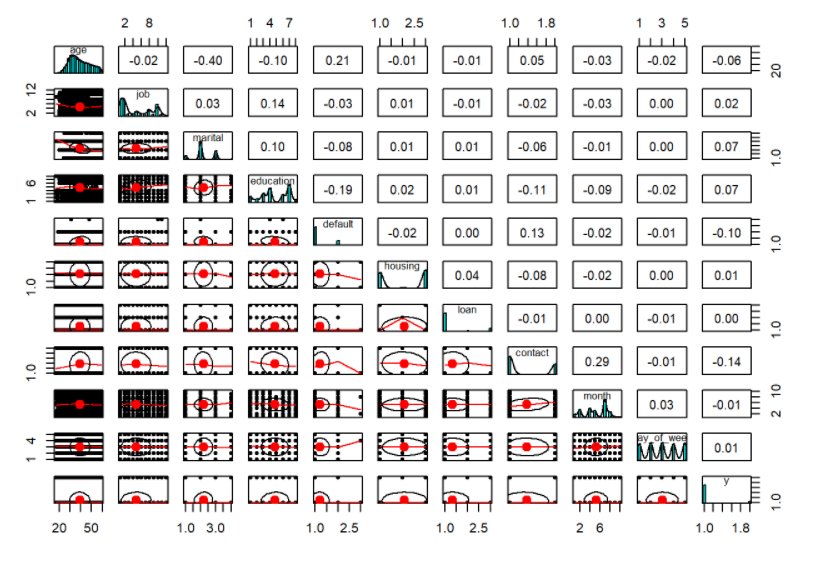 2 8 1 4 7 1.0 2.5 1.0 1.8 1 3 5
age -0.02 -0.40 -0.10 0.21 -0.01 -0.01 0.05 -0.03 -0.02 -0.06 20
2 12 job 0.03 0.14 -0.03 0.01 -0.01 -0.02 -0.03 0.00 0.02
marital 0.10 -0.08 0.01 0.01 -0.06 -0.01 0.00 0.07 1.0
1 6 education -0.19 0.02 0.01 -0.11 -0.09 -0.02 0.07
default -0.02 0.00 0.13 -0.02 -0.01 -0.10 1.0
1.0 housing 0.04 -0.08 -0.02 0.00 0.01
loan -0.01 0.00 -0.01 0.00 1.0
1.0 contact 0.29 -0.01 -0.14
month 0.03 -0.01 2 10
1 4 ay_of_wee 0.01
y 1.0
20 50 1.0 3.0 1.0 2.5 1.0 2.5 2 6 1.0 1.8